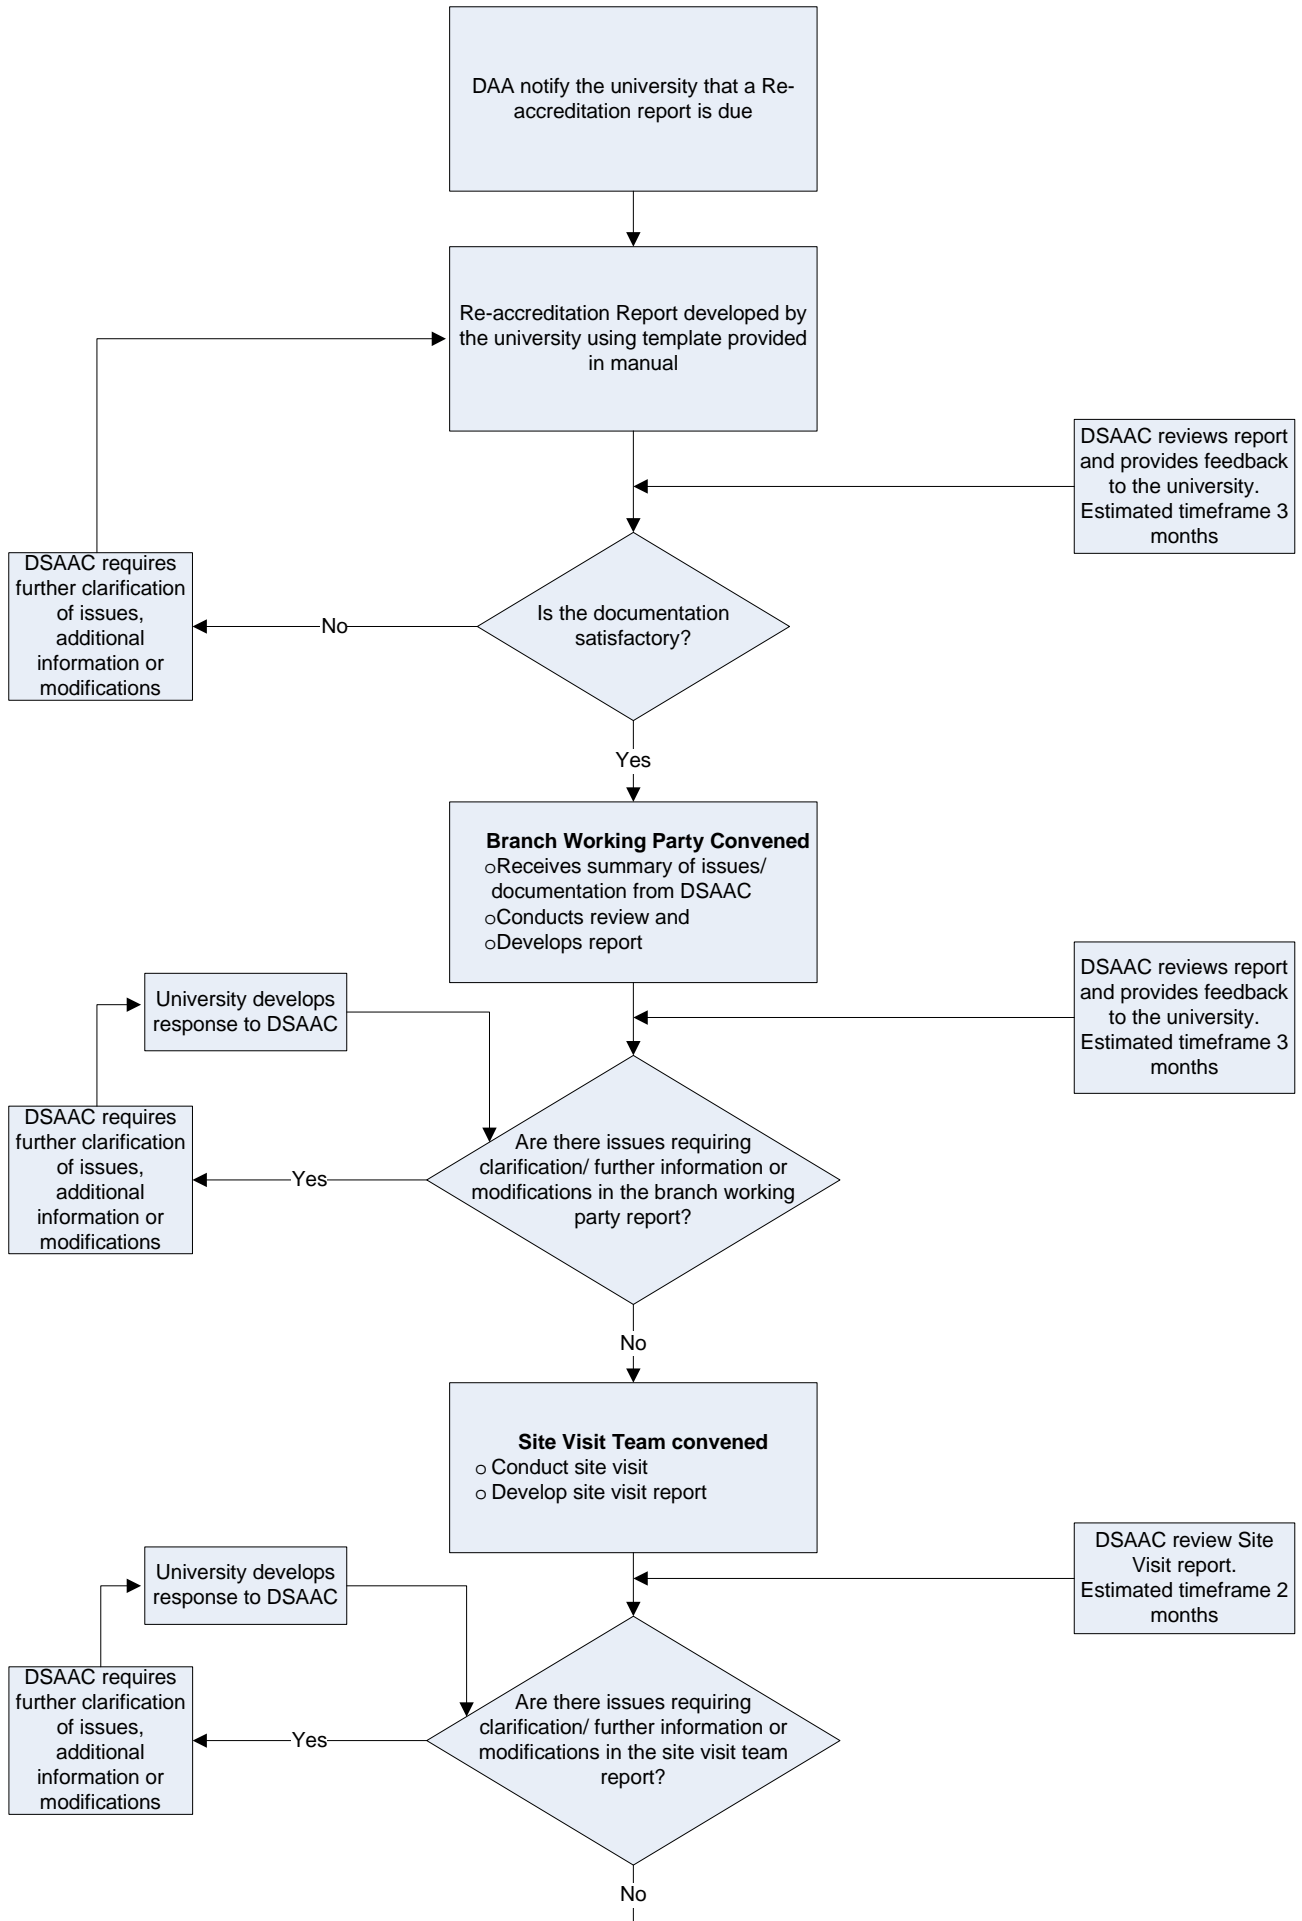 DAA notify the university that a Re-
accreditation report is due
Re-accreditation Report developed by
the university using template provided
in manual
DSAAC reviews report
and provides feedback
to the university.
Estimated timeframe 3
months
DSAAC requires
further clarification
of issues,
additional
information or
modifications
No
Is the documentation
satisfactory?
Yes
Branch Working Party Convened
oReceives summary of issues/
documentation from DSAAC
oConducts review and
oDevelops report
University develops
response to DSAAC
DSAAC reviews report
and provides feedback
to the university.
Estimated timeframe 3
months
DSAAC requires
further clarification
of issues,
additional
information or
modifications
Yes
Are there issues requiring
clarification/ further information or
modifications in the branch working
party report?
No
Site Visit Team convened
o Conduct site visit
o Develop site visit report
University develops
response to DSAAC
DSAAC review Site
Visit report.
Estimated timeframe 2
months
DSAAC requires
further clarification
of issues,
additional
information or
modifications
Yes
Are there issues requiring
clarification/ further information or
modifications in the site visit team
report?
No